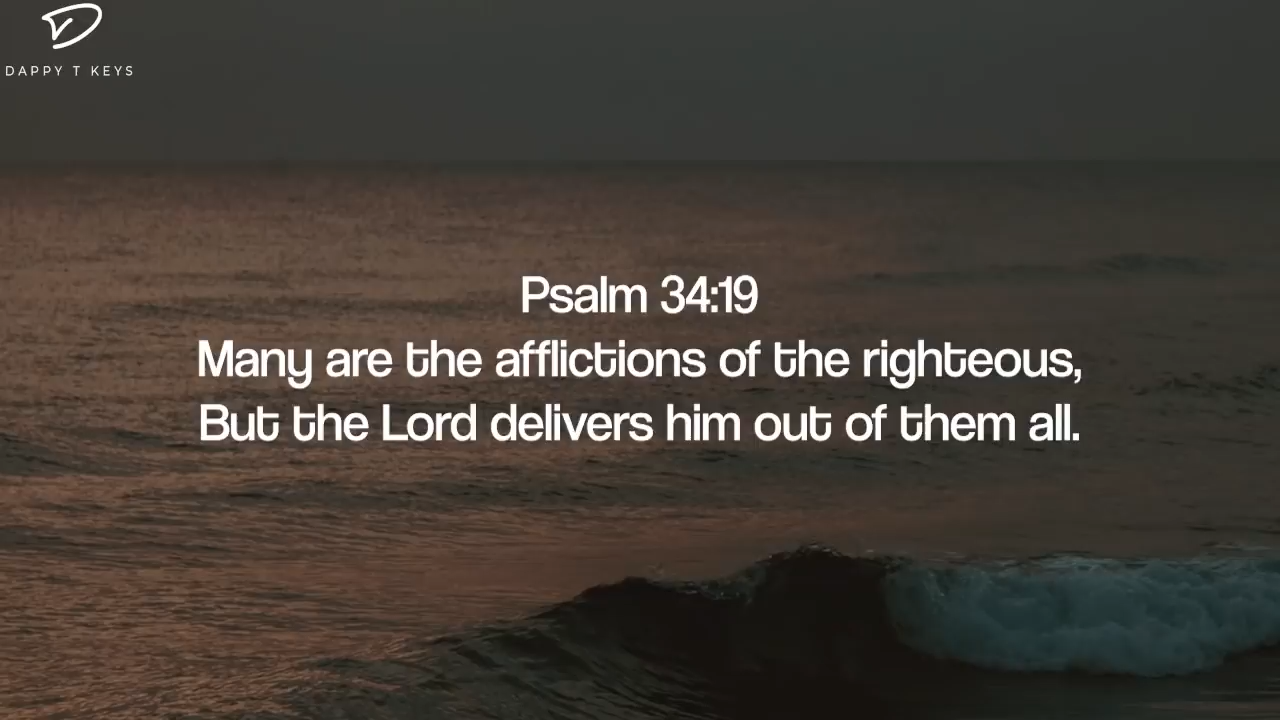 DAPPY T KEYS
Psalm 34:19
Many are the afflictions of the righteous,
But the Lord delivers him out of them all.